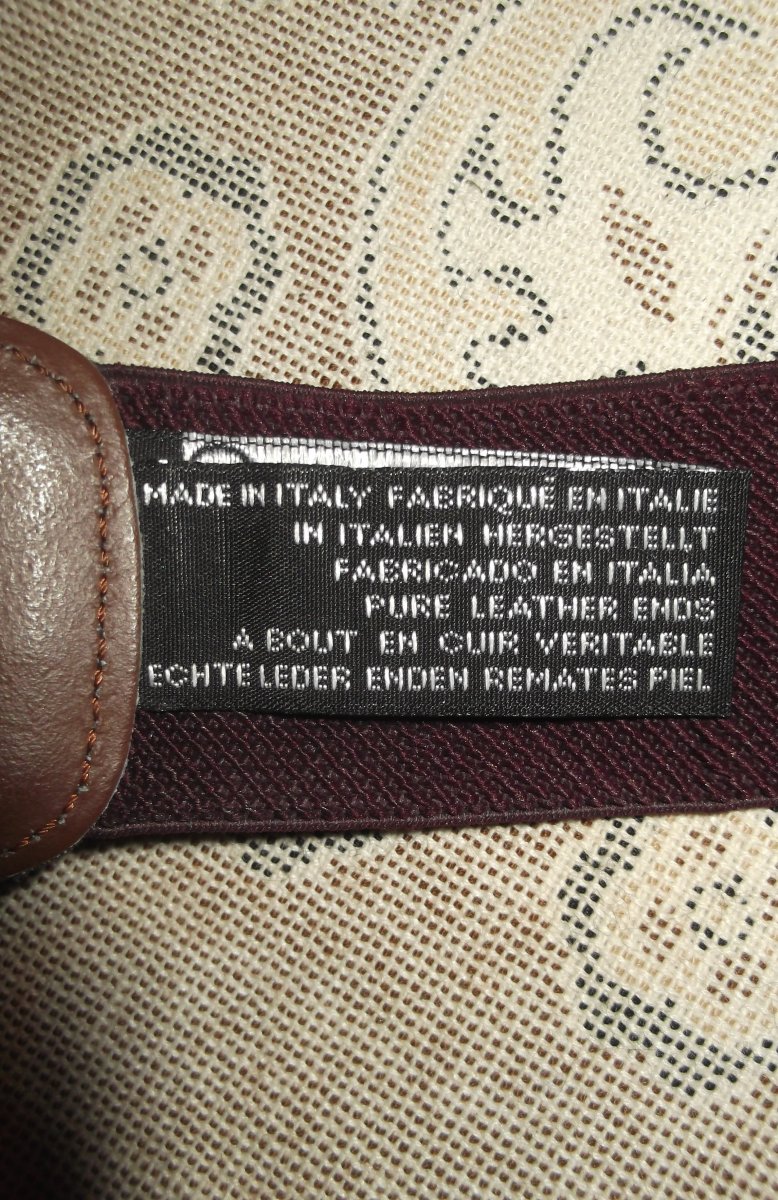 MADE IN ITALY FABRIQUÉ EN ITALIE
IN ITALIEN HERGESTELLT
FABRICADO EN ITALIA
PURE LEATHER ENDS
A BOUT EN CUIR VERITABLE
ECHTE LEDER ENDEN REMATES PIEL